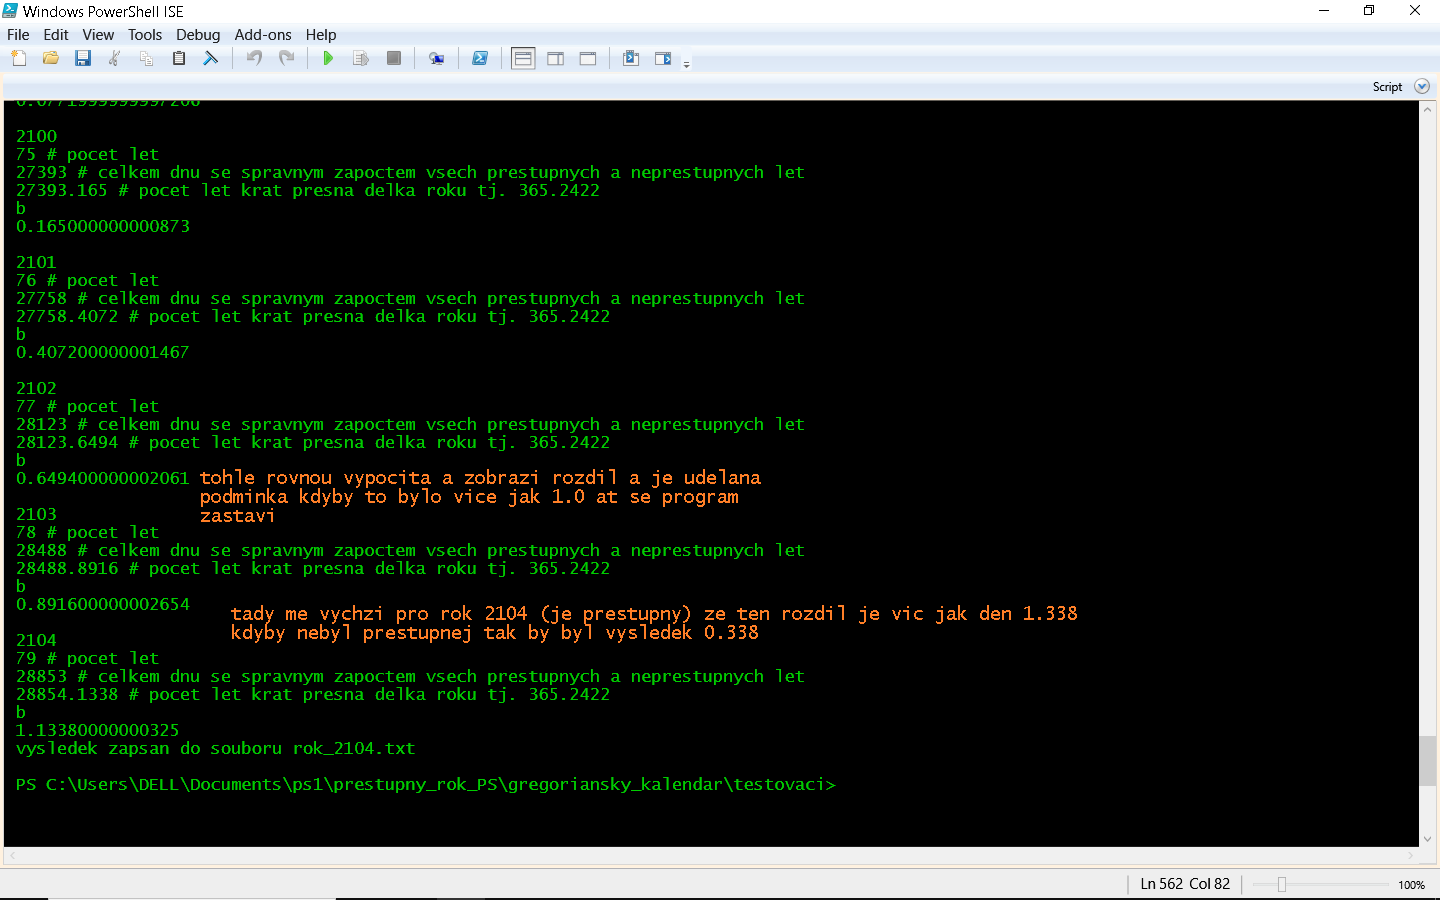 Windows PowerShell ISE
File Edit View Tools Debug Add-ons Help
Script
2100
75 # pocet let
27393 # celkem dnu se spravnym zapoctem vsech prestupnych a neprestupnych let
27393.165 # pocet let krat presna delka roku tj. 365.2422
b
0.165000000000873
2101
76 # pocet let
27758 # celkem dnu se spravnym zapoctem vsech prestupnych a neprestupnych let
27758.4072 # pocet let krat presna delka roku tj. 365.2422
b
0.407200000001467
2102
77 # pocet let
28123 # celkem dnu se spravnym zapoctem vsech prestupnych a neprestupnych let
28123.6494 # pocet let krat presna delka roku tj. 365.2422
b
0.649400000002061 tohle rovnou vypocita a zobrazi rozdil a je udelana
podminka kdyby to bylo vice jak 1.0 at se program
zastavi
2103
78 # pocet let
28488 # celkem dnu se spravnym zapoctem vsech prestupnych a neprestupnych let
28488.8916 # pocet let krat presna delka roku tj. 365.2422
b
0.891600000002654
tady me vychzi pro rok 2104 (je prestupny) ze ten rozdil je vic jak den 1.338
kdyby nebyl prestupnej tak by byl vysledek 0.338
2104
79 # pocet let
28853 # celkem dnu se spravnym zapoctem vsech prestupnych a neprestupnych let
28854.1338 # pocet let krat presna delka roku tj. 365.2422
b
1.13380000000325
vysledek zapsan do souboru rok_2104.txt
PS C:\Users\DELL\Documents\ps1\prestupny_rok_PS\gregoriansky_kalendar\testovaci>
Ln 562 Col 82
100%